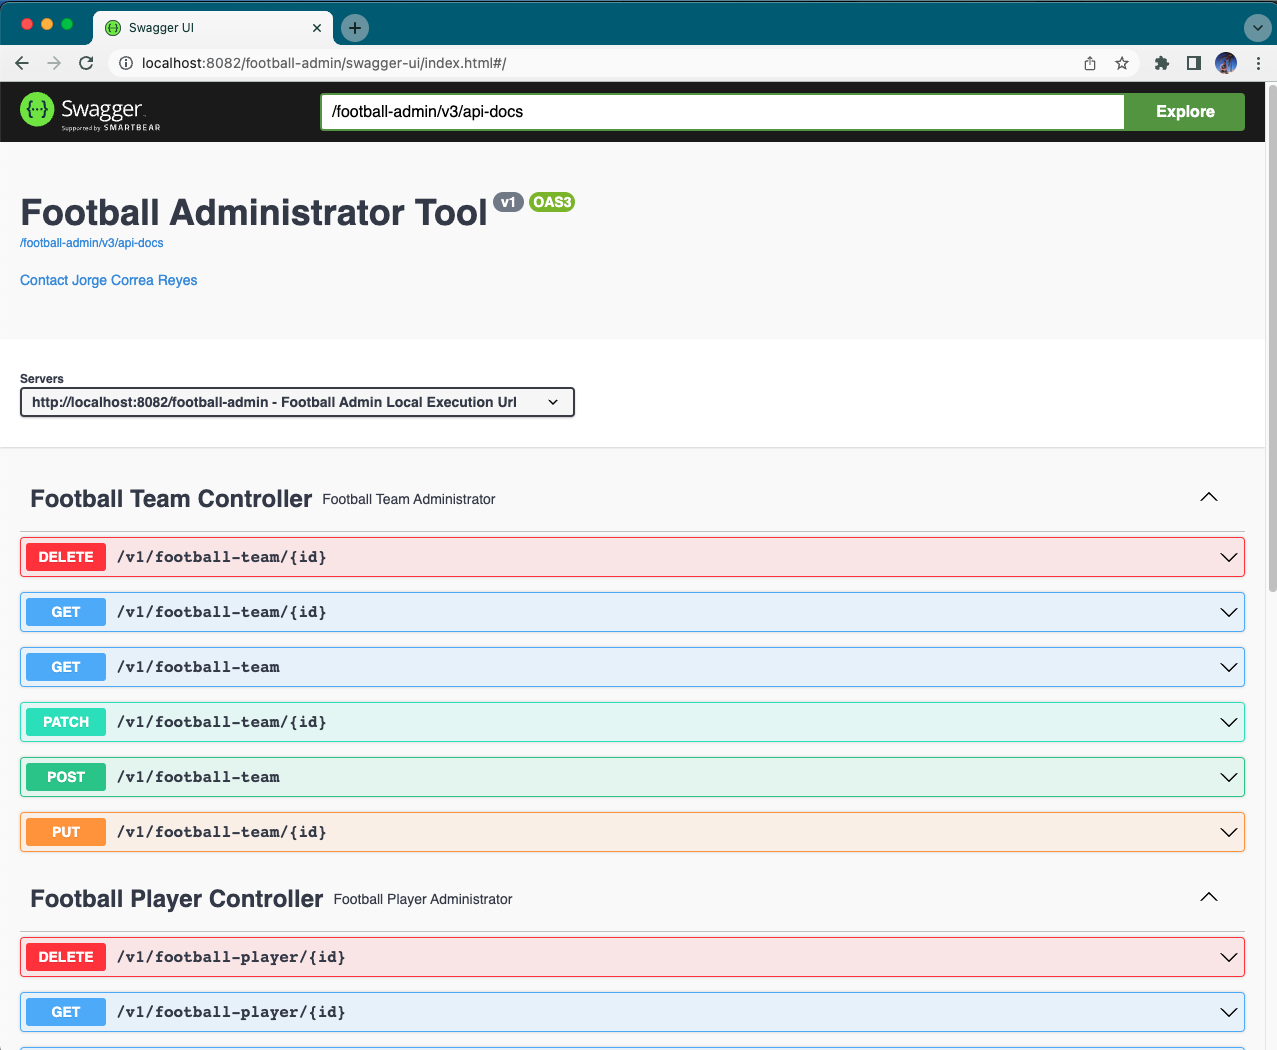 Swagger UI
localhost:8082/football-admin/swagger-ui/index.html#/
{··} Swagger
Supported by SMARTBEAR
/football-admin/v3/api-docs
Explore
Football Administrator Tool v1 OAS3
/football-admin/v3/api-docs
Contact Jorge Correa Reyes
Servers
http://localhost:8082/football-admin - Football Admin Local Execution Url
Football Team Controller Football Team Administrator
DELETE /v1/football-team/{id}
GET /v1/football-team/{id}
GET /v1/football-team
PATCH /v1/football-team/{id}
POST /v1/football-team
PUT /v1/football-team/{id}
Football Player Controller Football Player Administrator
DELETE /v1/football-player/{id}
GET /v1/football-player/{id}